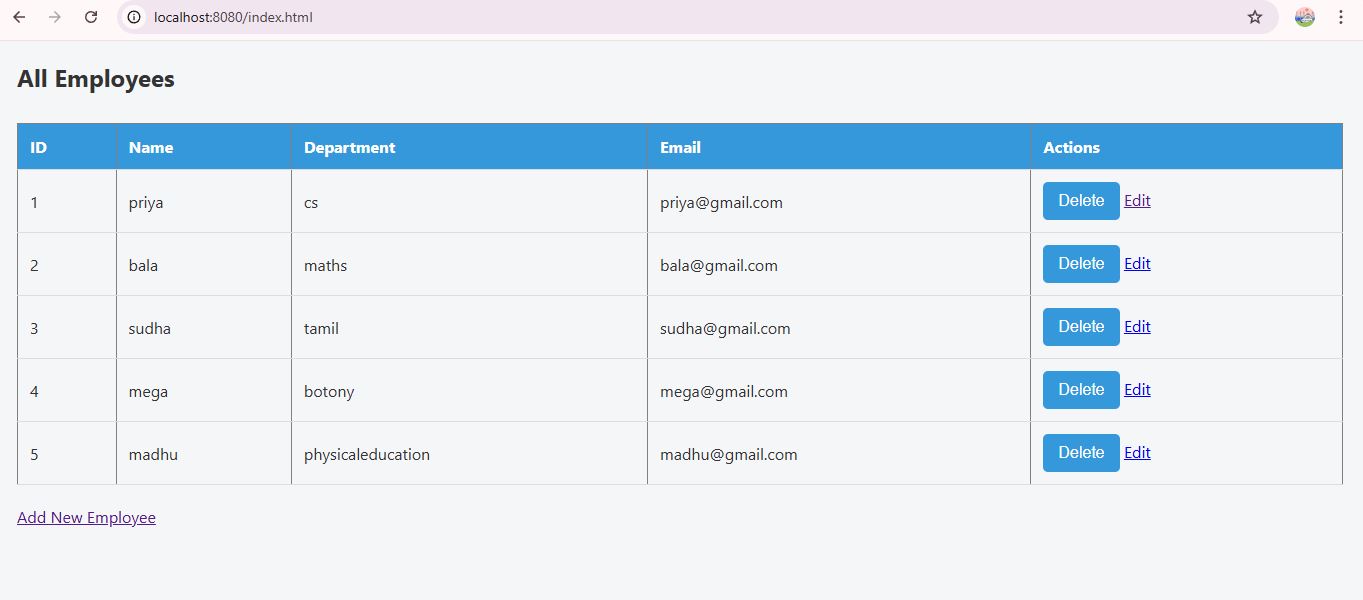 localhost:8080/index.html
All Employees
ID Name Department Email Actions
1 priya cs priya@gmail.com Delete Edit
2 bala maths bala@gmail.com Delete Edit
3 sudha tamil sudha@gmail.com Delete Edit
4 mega botony mega@gmail.com Delete Edit
5 madhu physicaleducation madhu@gmail.com Delete Edit
Add New Employee